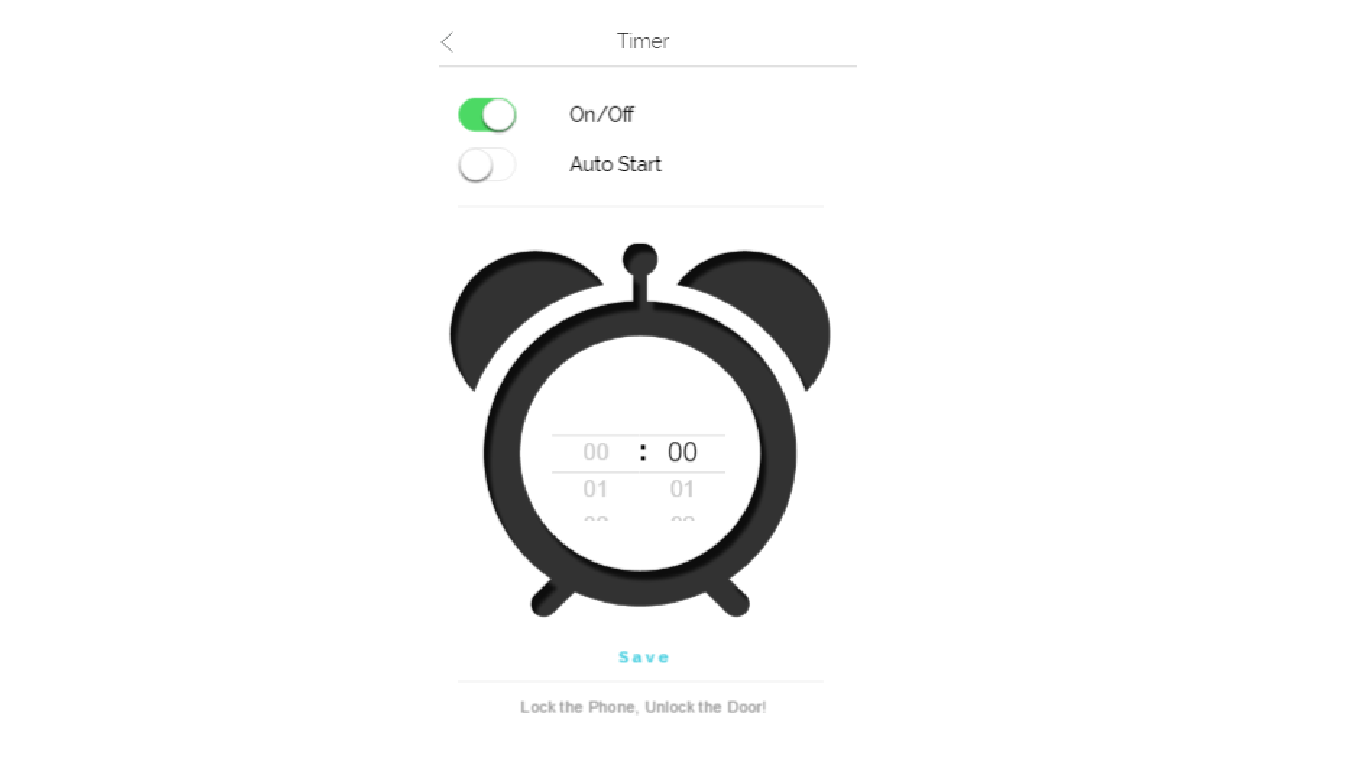 Timer
On/Off
Auto Start
00 : 00
01 01
Save
Lock the Phone, Unlock the Door!